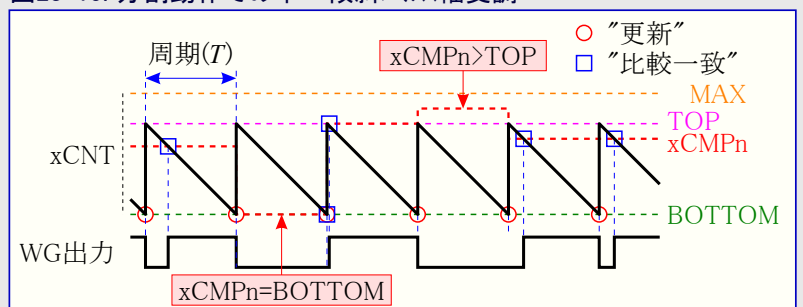 周期(T)
xCMPn>TOP
○ "更新"
□ "比較一致"
MAX
TOP
xCMPn
xCNT
BOTTOM
WG出力
xCMPn=BOTTOM